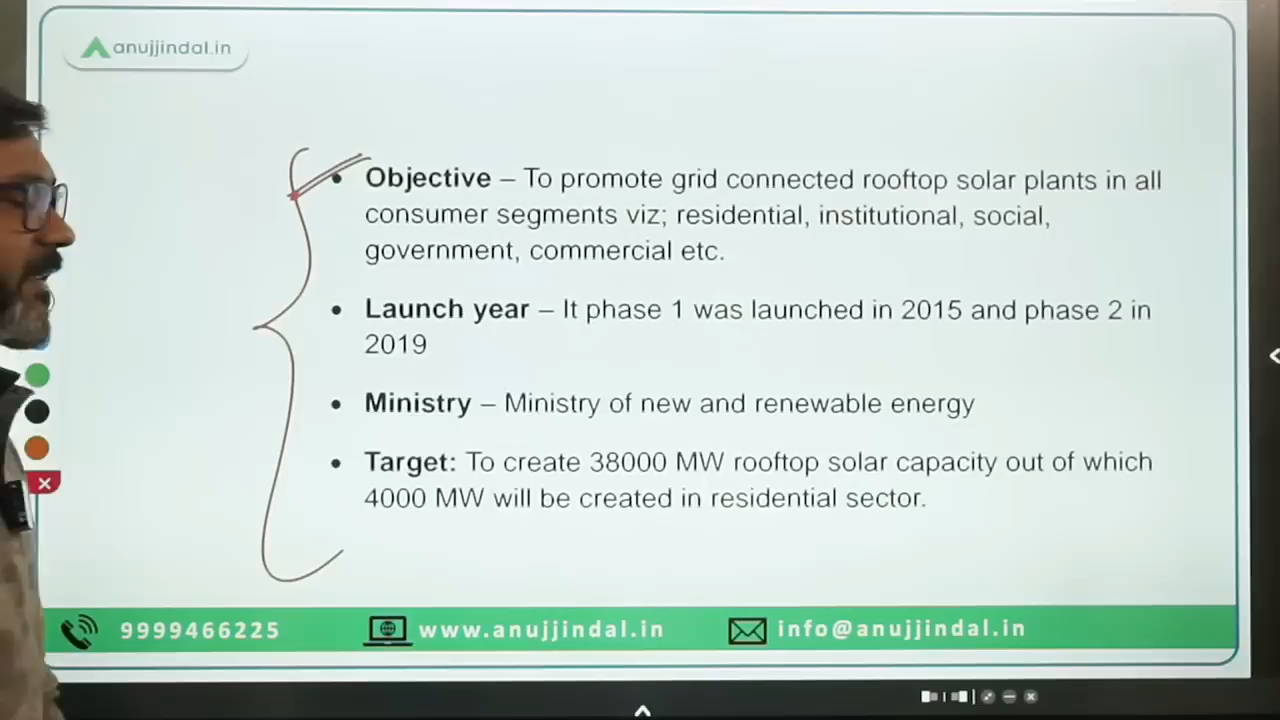 anujjindal.in
• Objective – To promote grid connected rooftop solar plants in all
consumer segments viz; residential, institutional, social,
government, commercial etc.
• Launch year – It phase 1 was launched in 2015 and phase 2 in
2019
• Ministry – Ministry of new and renewable energy
• Target: To create 38000 MW rooftop solar capacity out of which
4000 MW will be created in residential sector.
9999466225
www.anujjindal.in
info@anujjindal.in